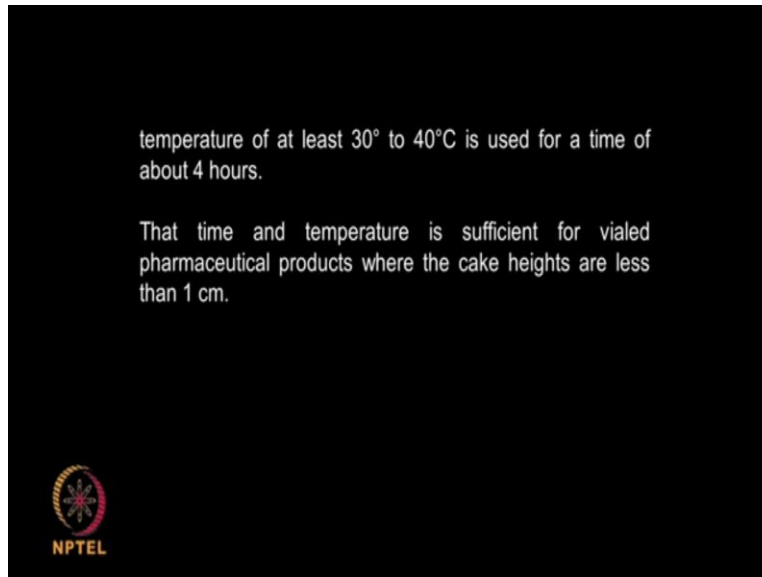 temperature of at least 30° to 40°C is used for a time of
about 4 hours.
That time and temperature is sufficient for vialed
pharmaceutical products where the cake heights are less
than 1 cm.
NPTEL